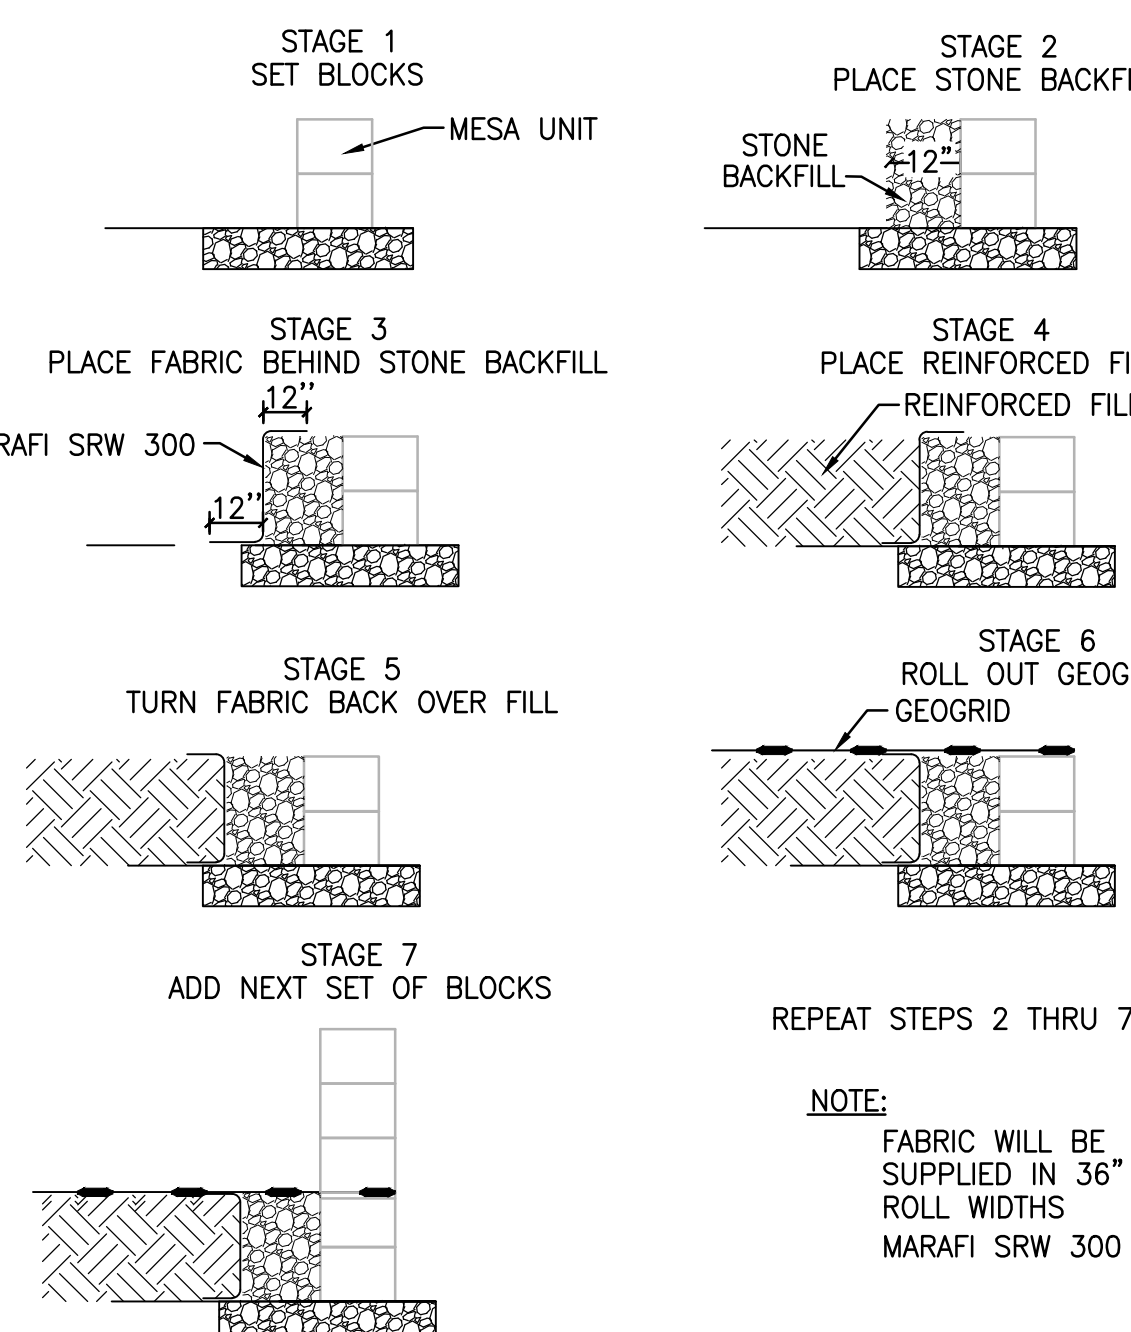 STAGE 1
SET BLOCKS
MESA UNIT
STAGE 2
PLACE STONE BACKFI
STONE
BACKFILL
12"
STAGE 3
PLACE FABRIC BEHIND STONE BACKFILL
12"
RAFI SRW 300
12"
STAGE 4
PLACE REINFORCED FI
REINFORCED FILL
STAGE 5
TURN FABRIC BACK OVER FILL
STAGE 6
ROLL OUT GEOG
GEOGRID
STAGE 7
ADD NEXT SET OF BLOCKS
REPEAT STEPS 2 THRU 7
NOTE:
FABRIC WILL BE
SUPPLIED IN 36"
ROLL WIDTHS
MARAFI SRW 300